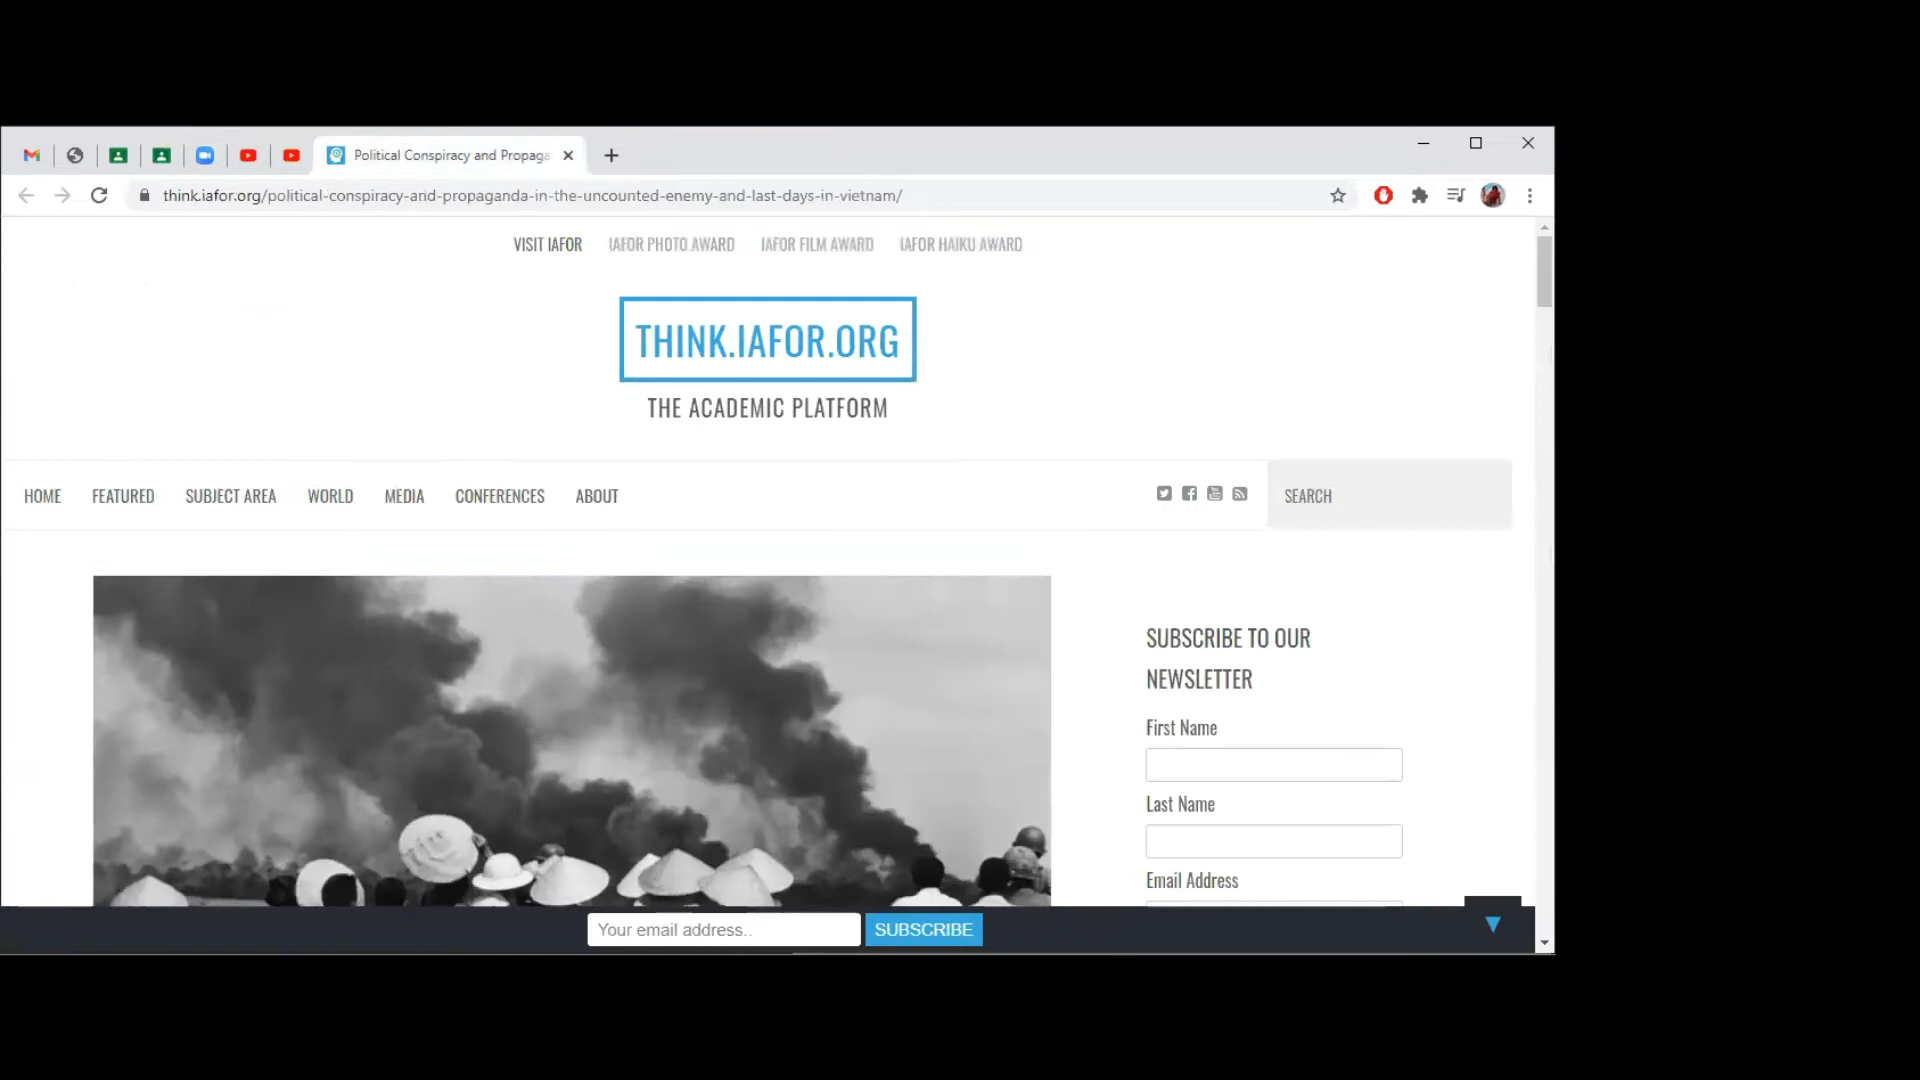 Political Conspiracy and Propaga
think.iafor.org/political-conspiracy-and-propaganda-in-the-uncounted-enemy-and-last-days-in-vietnam/
VISIT IAFOR IAFOR PHOTO AWARD IAFOR FILM AWARD IAFOR HAIKU AWARD
THINK.IAFOR.ORG
THE ACADEMIC PLATFORM
HOME FEATURED SUBJECT AREA WORLD MEDIA CONFERENCES ABOUT SEARCH
SUBSCRIBE TO OUR
NEWSLETTER
First Name
Last Name
Email Address
Your email address.. SUBSCRIBE